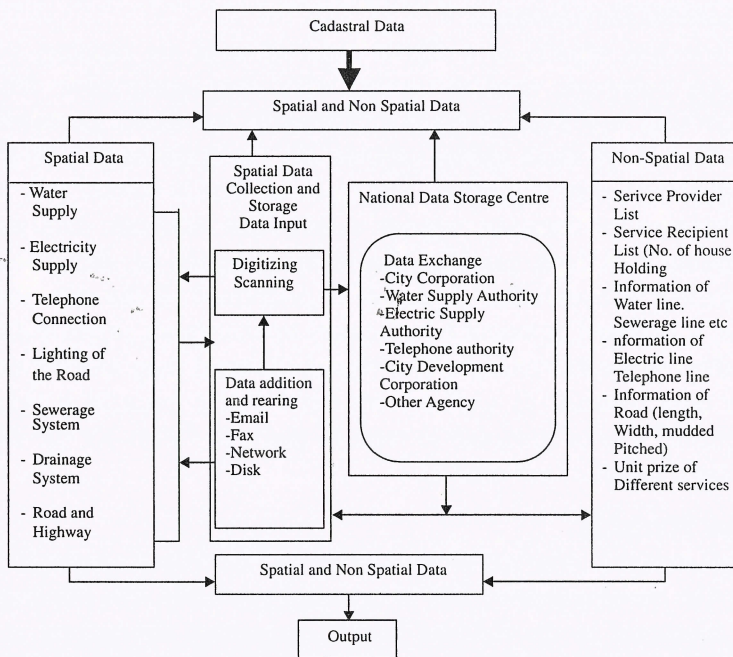 Cadastral Data
Spatial and Non Spatial Data
Spatial Data
- Water
Supply
- Electricity
Supply
- Telephone
Connection
- Lighting of
the Road
- Sewerage
System
- Drainage
System
- Road and
Highway
Spatial Data
Collection and
Storage
Data Input
Digitizing
Scanning
Data addition
and rearing
-Email
-Fax
-Network
-Disk
National Data Storage Centre
Data Exchange
-City Corporation
-Water Supply Authority
-Electric Supply
Authority
-Telephone authority
-City Development
Corporation
-Other Agency
Non-Spatial Data
- Serivce Provider
List
- Service Recipient
List (No. of house
Holding
- Information of
Water line.
Sewerage line etc
- nformation of
Electric line
Telephone line
- Information of
Road (length,
Width, mudded
Pitched)
- Unit prize of
Different services
Spatial and Non Spatial Data
Output